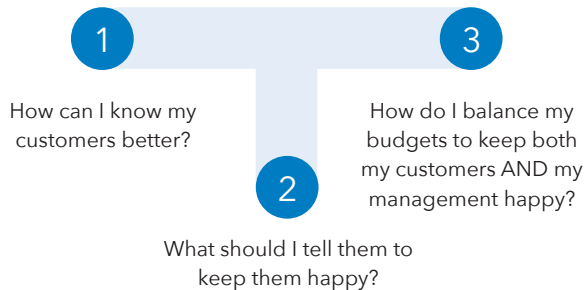 1
How can I know my
customers better?
2
What should I tell them to
keep them happy?
3
How do I balance my
budgets to keep both
my customers AND my
management happy?